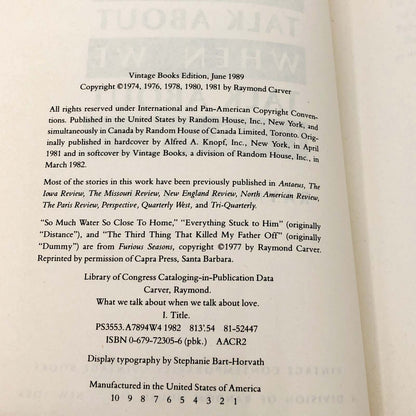 TALK ABOUT
WHEN WE
Vintage Books Edition, June 1989
Copyright ©1974, 1976, 1978, 1980, 1981 by Raymond Carver
All rights reserved under International and Pan-American Copyright Conven-
tions. Published in the United States by Random House, Inc., New York, and
simultaneously in Canada by Random House of Canada Limited, Toronto. Orig-
inally published in hardcover by Alfred A. Knopf, Inc., New York, in April
1981 and in softcover by Vintage Books, a division of Random House, Inc., in
March 1982.
Most of the stories in this work have been previously published in Antaeus, The
Iowa Review, The Missouri Review, New England Review, North American Review,
The Paris Review, Perspective, Quarterly West, and Tri-Quarterly.
"So Much Water So Close To Home," "Everything Stuck to Him" (originally
"Distance"), and "The Third Thing That Killed My Father Off" (originally
"Dummy") are from Furious Seasons, copyright ©1977 by Raymond Carver.
Reprinted by permission of Capra Press, Santa Barbara.
Library of Congress Cataloging-in-Publication Data
Carver, Raymond.
What we talk about when we talk about love.
I. Title.
PS3553.A7894W4 1982 813'.54 81-52447
ISBN 0-679-72305-6 (pbk.) AACR2
Display typography by Stephanie Bart-Horvath
Manufactured in the United States of America
10 9 8 7 6 5 4 3 2 1